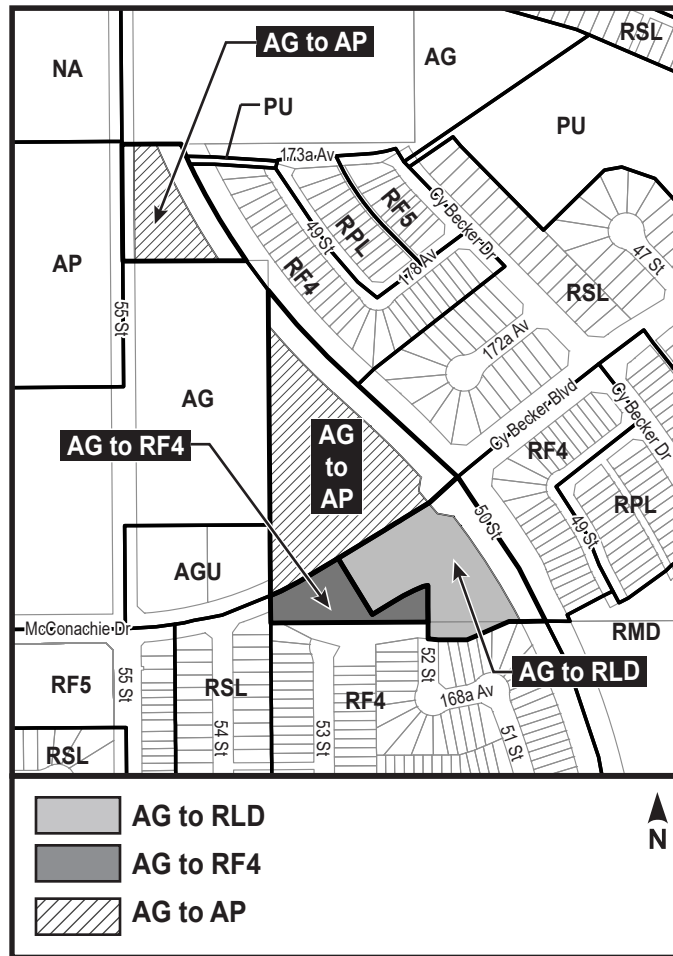 NA
AG to AP
AG
RSL
PU
PU
173a Av
RF5
RPL
49 St
RF4
178 Av
Cy Becker Dr
47 St
RSL
AP
55 St
172a Av
AG
AG to RF4
AG
to
AP
Cy Becker Blvd
Cy Becker Dr
RF4
RPL
49 St
50 St
AGU
McConachie Dr
RMD
AG to RLD
RF5
55 St
RSL
54 St
53 St
RF4
52 St
168a Av
51 St
RSL
AG to RLD
AG to RF4
AG to AP
N